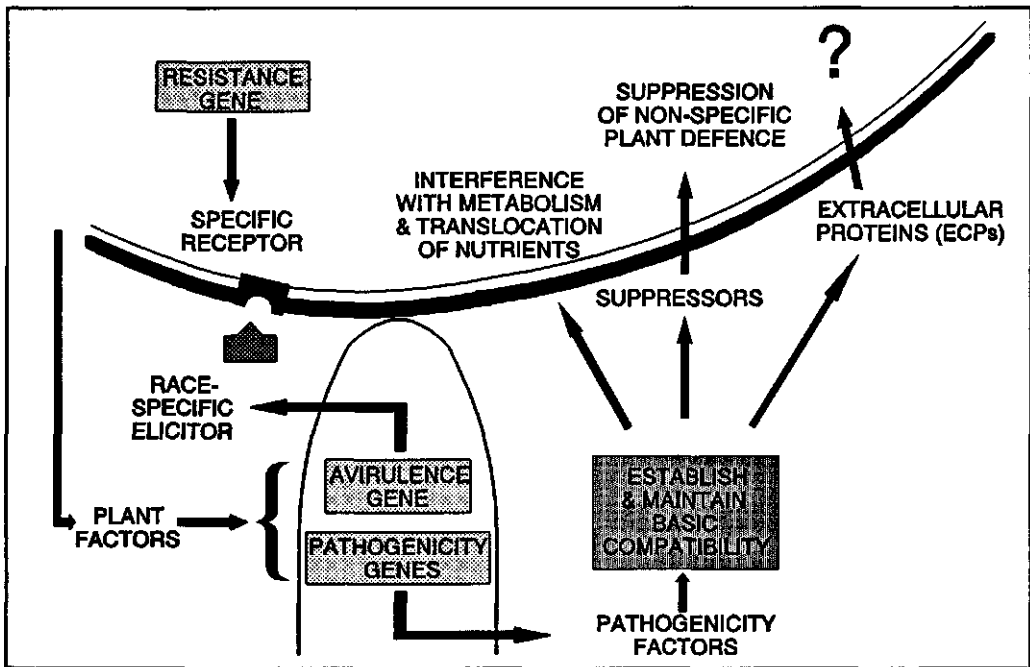 RESISTANCE
GENE
SPECIFIC
RECEPTOR
?
SUPPRESSION
OF NON-SPECIFIC
PLANT DEFENCE
INTERFERENCE
WITH METABOLISM
& TRANSLOCATION
OF NUTRIENTS
EXTRACELLULAR
PROTEINS (ECPs)
SUPPRESSORS
RACE-
SPECIFIC
ELICITOR
AVIRULENCE
GENE
PLANT
FACTORS
PATHOGENICITY
GENES
ESTABLISH
& MAINTAIN
BASIC
COMPATIBILITY
PATHOGENICITY
FACTORS